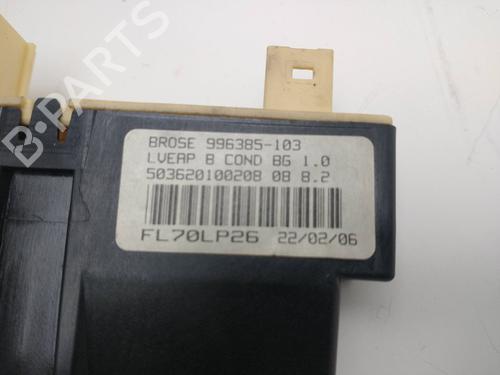 BROSE 996385-103
LVEAP B COND BG 1.0
503620100208 08 8.2
FL70LP26 22/02/06
B-PARTS